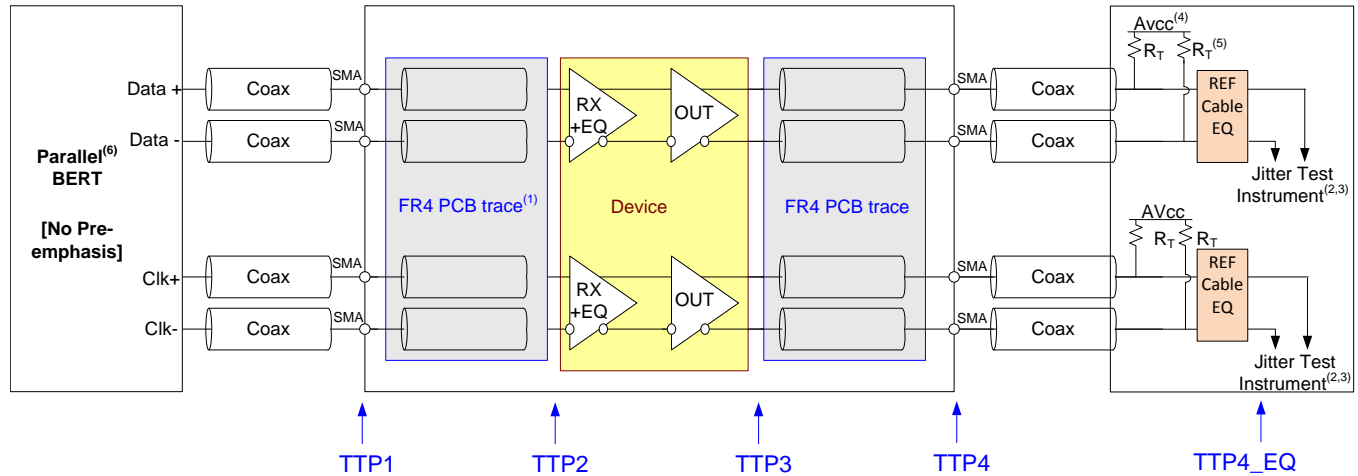 Parallel(6)
BERT
[No Pre-
emphasis]
Data +
Data -
Clk+
Clk-
Coax
Coax
Coax
Coax
SMA
SMA
SMA
SMA
FR4 PCB trace(1)
RX
+EQ
OUT
Device
RX
+EQ
OUT
FR4 PCB trace
SMA
SMA
SMA
SMA
Coax
Coax
Coax
Coax
Avcc(4)
RT
RT(5)
REF
Cable
EQ
Jitter Test
Instrument(2,3)
AVcc
RT
RT
REF
Cable
EQ
Jitter Test
Instrument(2,3)
TTP1
TTP2
TTP3
TTP4
TTP4_EQ